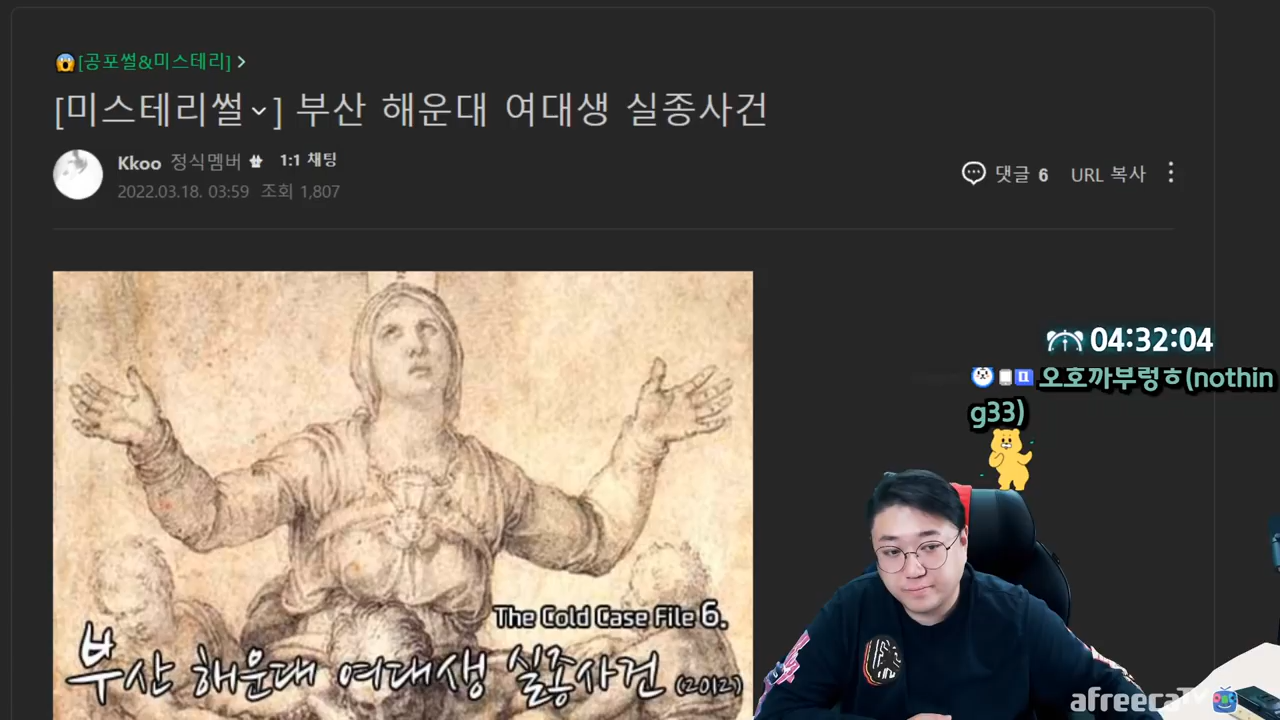 [공포썰&미스테리] >
[미스테리썰⌄] 부산 해운대 여대생 실종사건
Kkoo 정식멤버 1:1 채팅
2022.03.18. 03:59 조회 1,807
댓글 6 URL 복사
04:32:04
오호까부렁ㅎ(nothin
g33)
The Cold Case File 6.
부산 해운대 여대생 실종사건 (2012)
afreecaTV